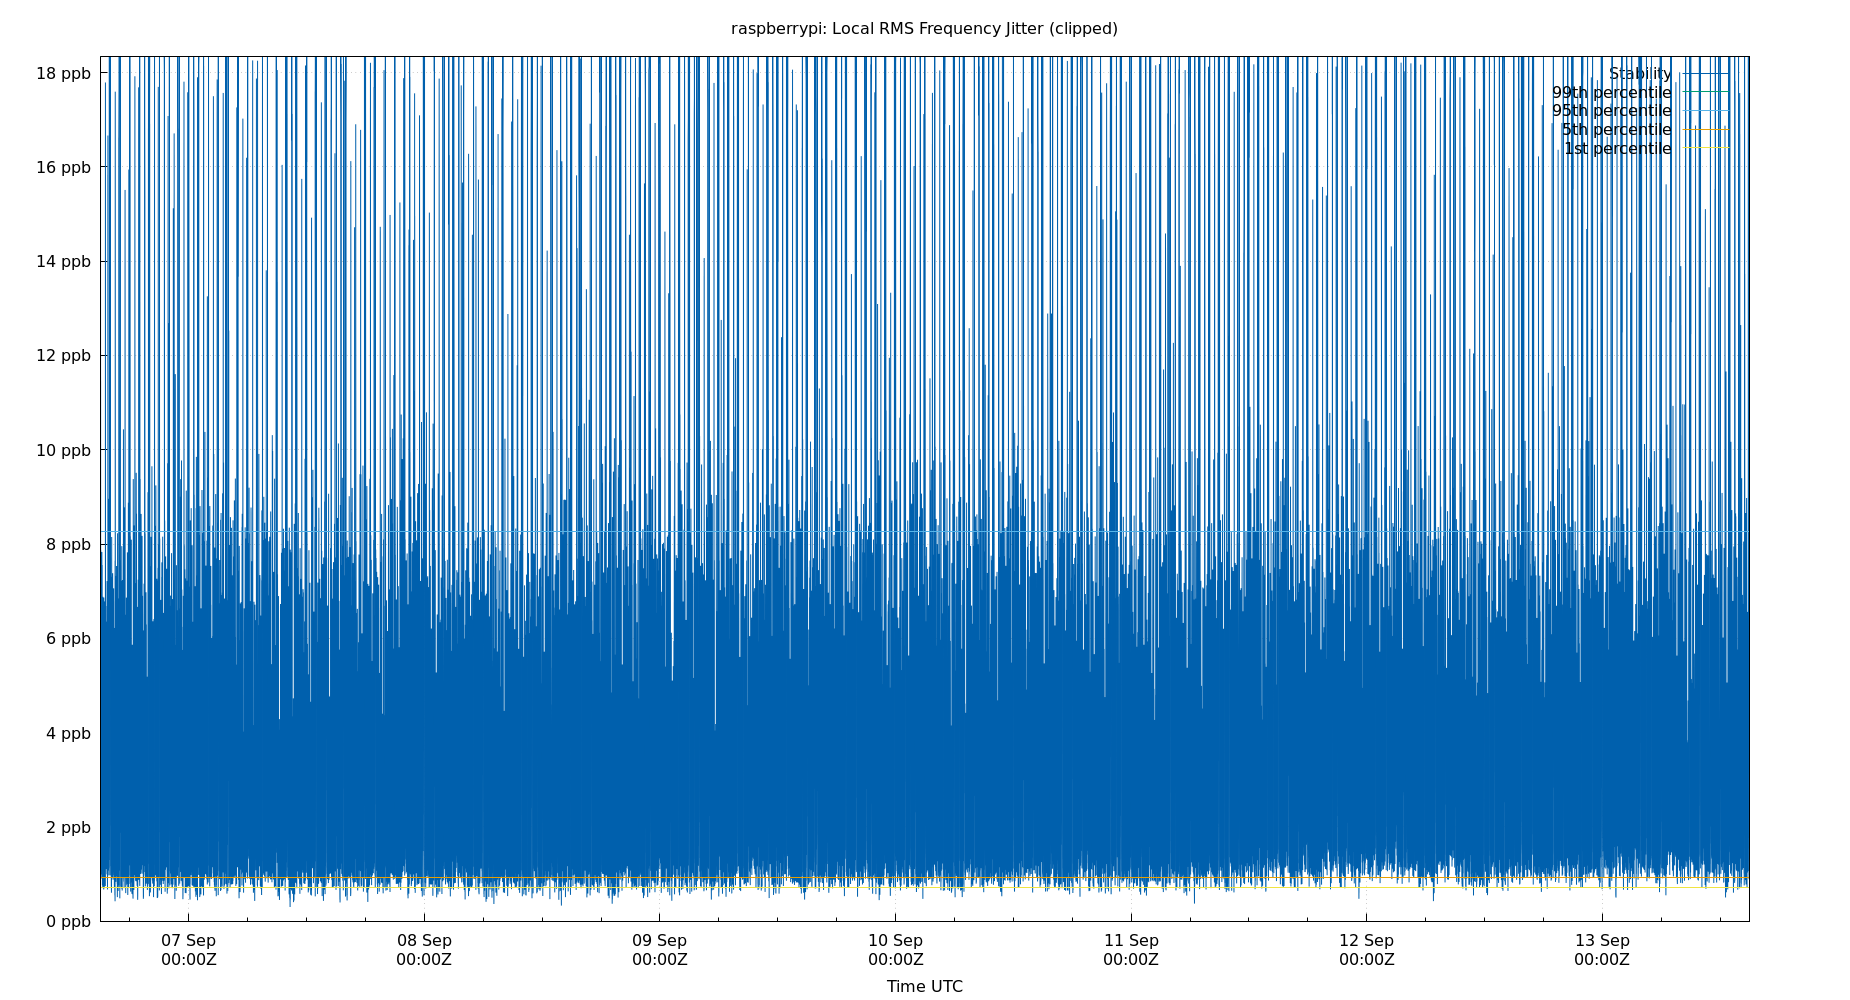 raspberrypi: Local RMS Frequency Jitter (clipped)
18 ppb
16 ppb
14 ppb
12 ppb
10 ppb
8 ppb
6 ppb
4 ppb
2 ppb
0 ppb
Stability
99th percentile
95th percentile
5th percentile
1st percentile
07 Sep
00:00Z
08 Sep
00:00Z
09 Sep
00:00Z
10 Sep
00:00Z
11 Sep
00:00Z
12 Sep
00:00Z
13 Sep
00:00Z
Time UTC